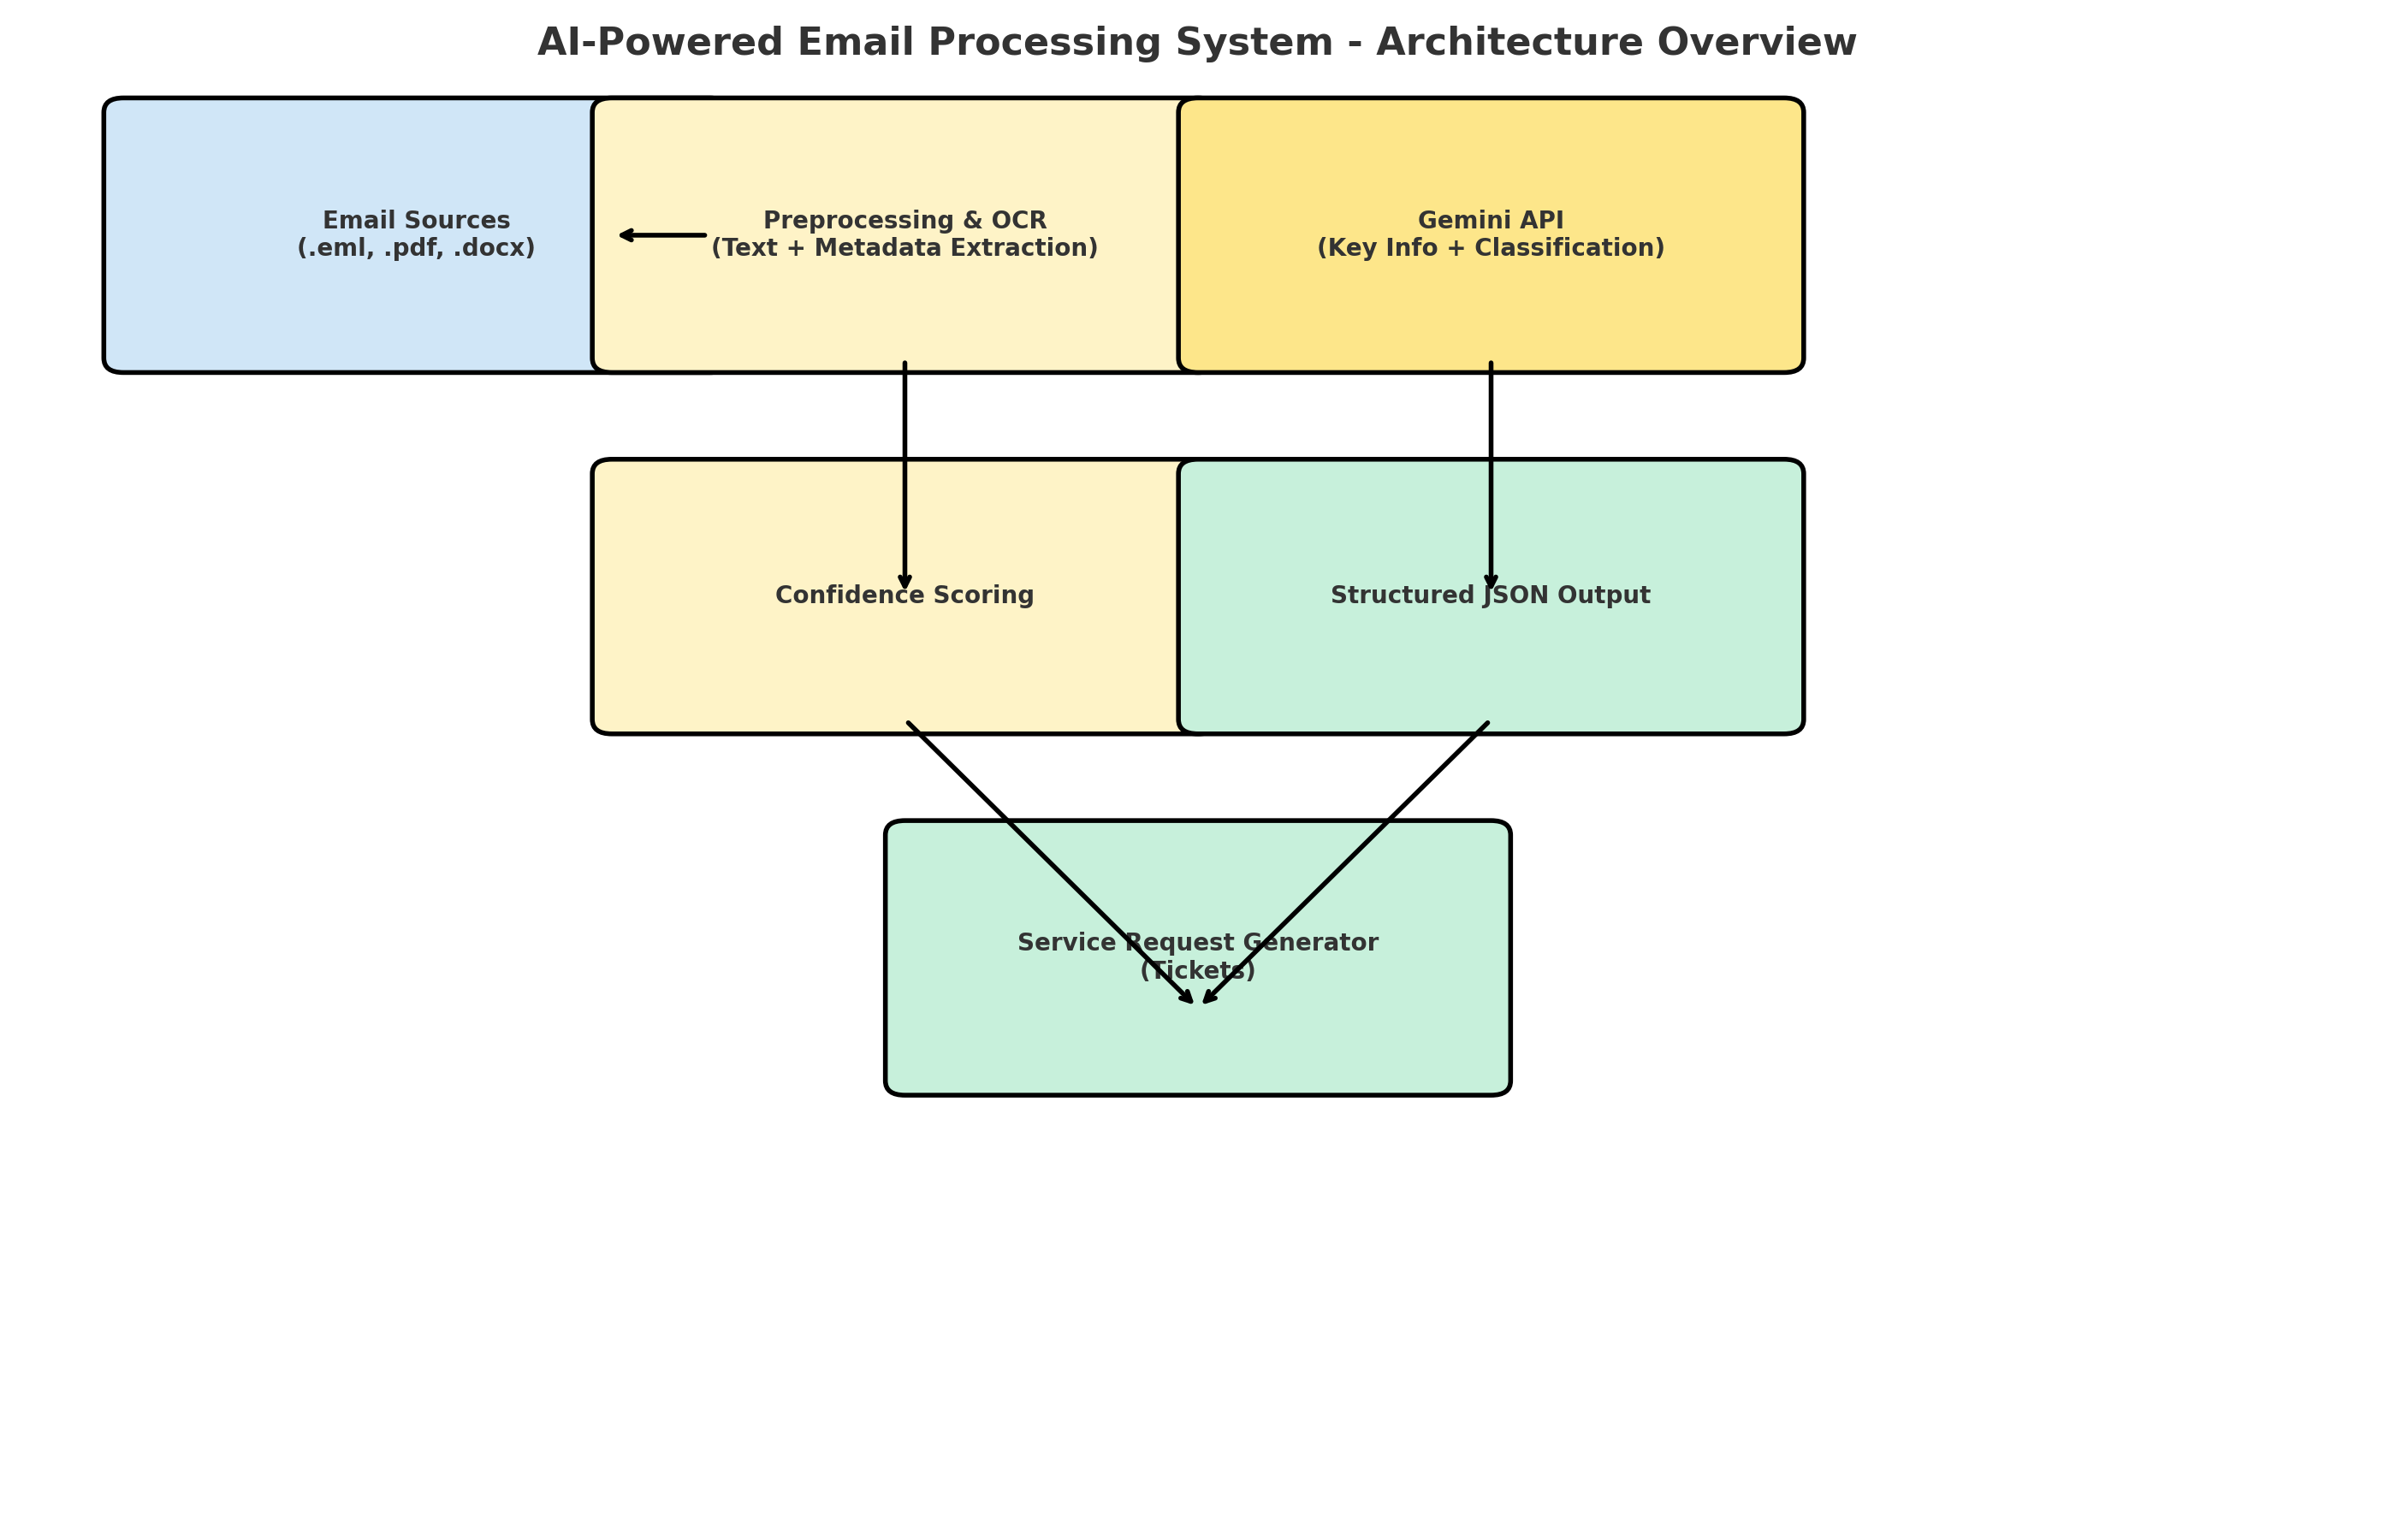 AI-Powered Email Processing System - Architecture Overview
Email Sources
(.eml, .pdf, .docx)
Preprocessing & OCR
(Text + Metadata Extraction)
Gemini API
(Key Info + Classification)
Confidence Scoring
Structured JSON Output
Service Request Generator
(Tickets)